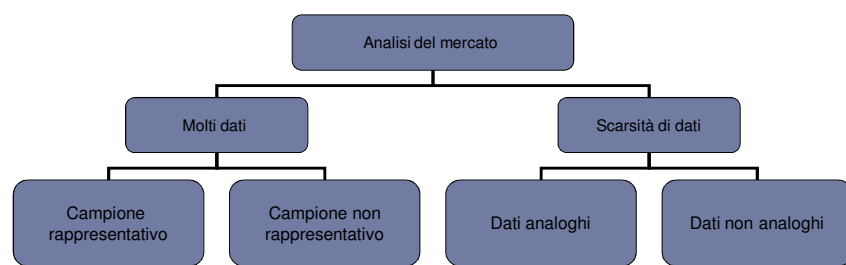 Analisi del mercato
Molti dati
Scarsità di dati
Campione
rappresentativo
Campione non
rappresentativo
Dati analoghi
Dati non analoghi